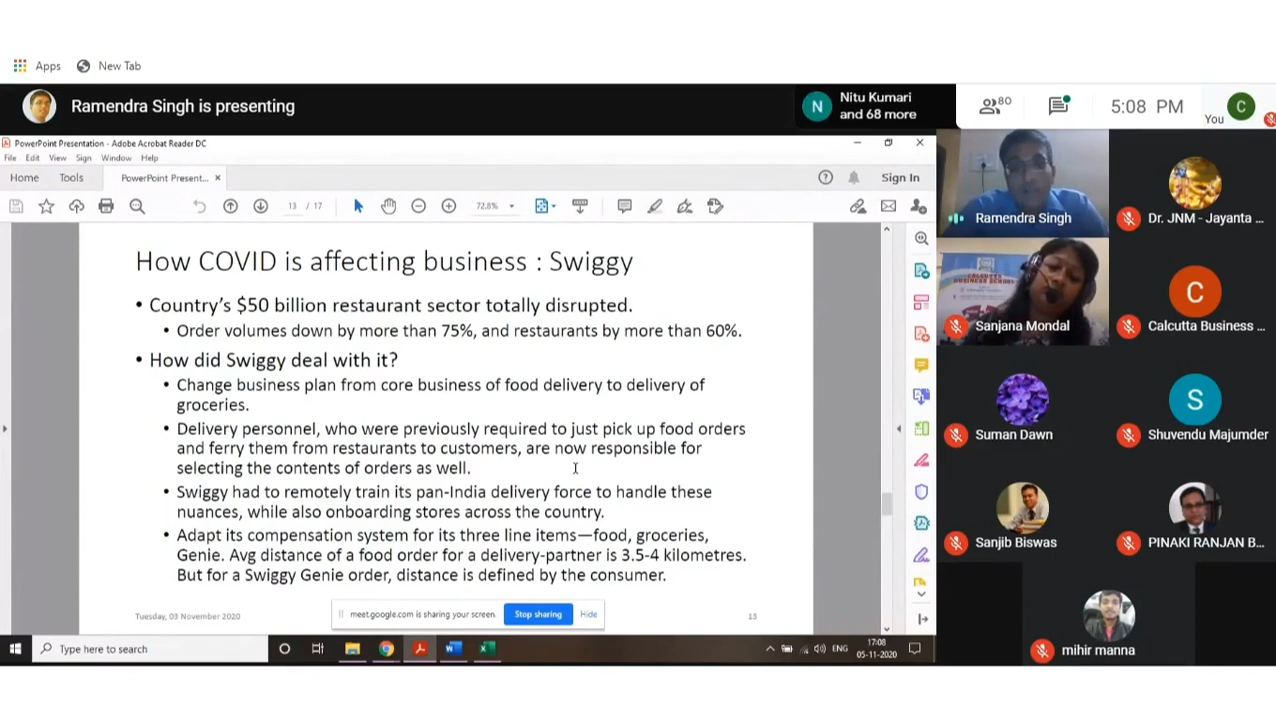 Apps New Tab
Ramendra Singh is presenting
N Nitu Kumari
and 68 more
80
5:08 PM
You C
PowerPoint Presentation - Adobe Acrobat Reader DC
File Edit View Sign Window Help
Home Tools PowerPoint Present... × Sign In
13 / 17 72.8%
How COVID is affecting business : Swiggy
• Country's $50 billion restaurant sector totally disrupted.
• Order volumes down by more than 75%, and restaurants by more than 60%.
• How did Swiggy deal with it?
• Change business plan from core business of food delivery to delivery of
groceries.
• Delivery personnel, who were previously required to just pick up food orders
and ferry them from restaurants to customers, are now responsible for
selecting the contents of orders as well.
• Swiggy had to remotely train its pan-India delivery force to handle these
nuances, while also onboarding stores across the country.
• Adapt its compensation system for its three line items—food, groceries,
Genie. Avg distance of a food order for a delivery-partner is 3.5-4 kilometres.
But for a Swiggy Genie order, distance is defined by the consumer.
Tuesday, 03 November 2020
13
meet.google.com is sharing your screen. Stop sharing Hide
Type here to search
ENG
17:08
05-11-2020
Ramendra Singh
Dr. JNM - Jayanta ...
CALCUTTA
BUSINESS SCHOOL
Sanjana Mondal
C
Calcutta Business ...
Suman Dawn
S
Shuvendu Majumder
Sanjib Biswas
PINAKI RANJAN B...
mihir manna